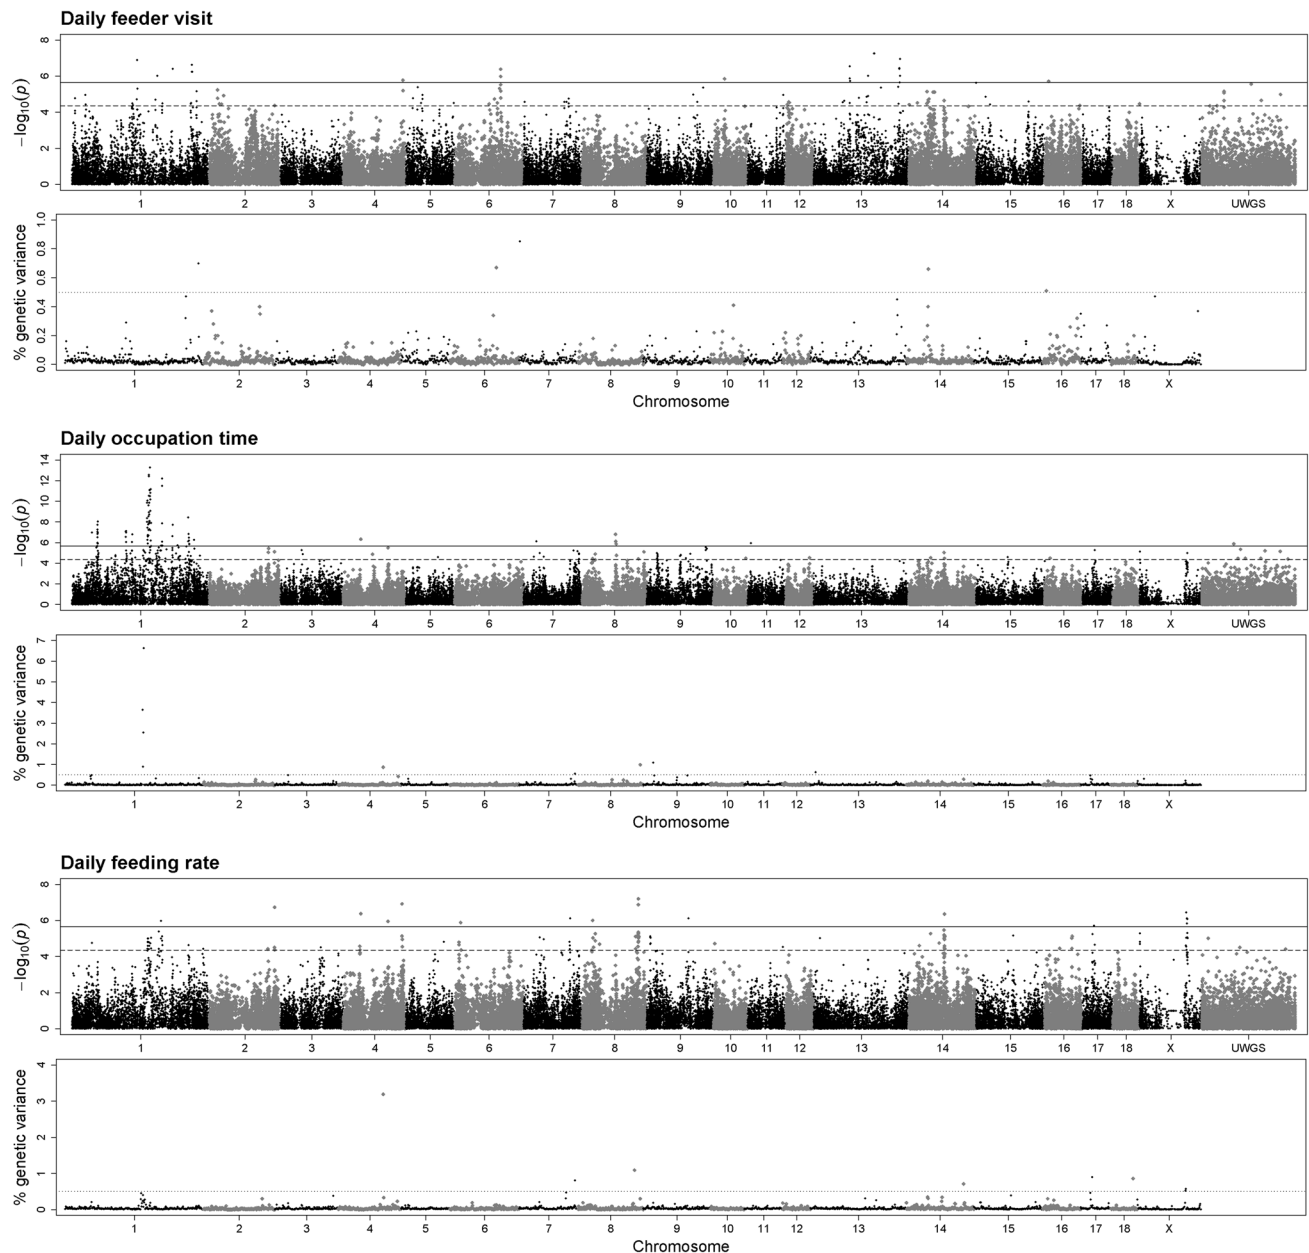 Daily feeder visit
−log10(p)
8
6
4
2
0
1 2 3 4 5 6 7 8 9 10 11 12 13 14 15 16 17 18 X UWGS
% genetic variance
1.0
0.8
0.6
0.4
0.2
0.0
1 2 3 4 5 6 7 8 9 10 11 12 13 14 15 16 17 18 X
Chromosome
Daily occupation time
−log10(p)
14
12
10
8
6
4
2
0
1 2 3 4 5 6 7 8 9 10 11 12 13 14 15 16 17 18 X UWGS
% genetic variance
7
6
5
4
3
2
1
0
1 2 3 4 5 6 7 8 9 10 11 12 13 14 15 16 17 18 X
Chromosome
Daily feeding rate
−log10(p)
8
6
4
2
0
1 2 3 4 5 6 7 8 9 10 11 12 13 14 15 16 17 18 X UWGS
% genetic variance
4
3
2
1
0
1 2 3 4 5 6 7 8 9 10 11 12 13 14 15 16 17 18 X
Chromosome